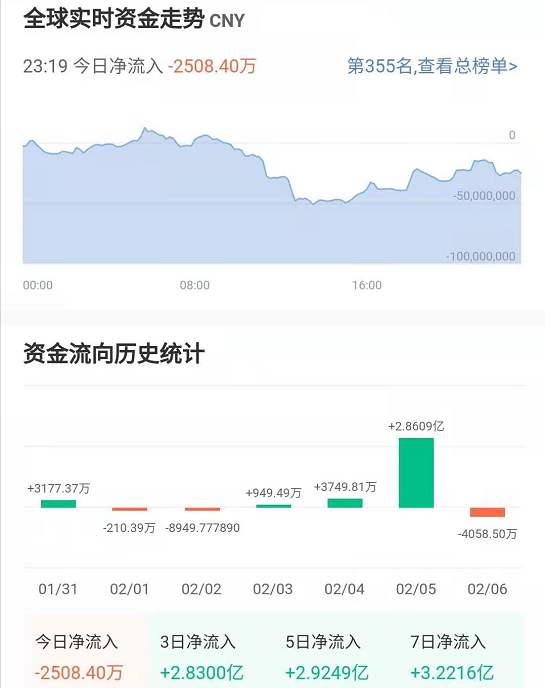 全球实时资金走势 CNY
23:19 今日净流入 -2508.40万 第355名,查看总榜单>
0
-50,000,000
-100,000,000
00:00 08:00 16:00
资金流向历史统计
+2.8609亿
+3177.37万 +949.49万 +3749.81万
-210.39万 -8949.777890 -4058.50万
01/31 02/01 02/02 02/03 02/04 02/05 02/06
今日净流入 3日净流入 5日净流入 7日净流入
-2508.40万 +2.8300亿 +2.9249亿 +3.2216亿